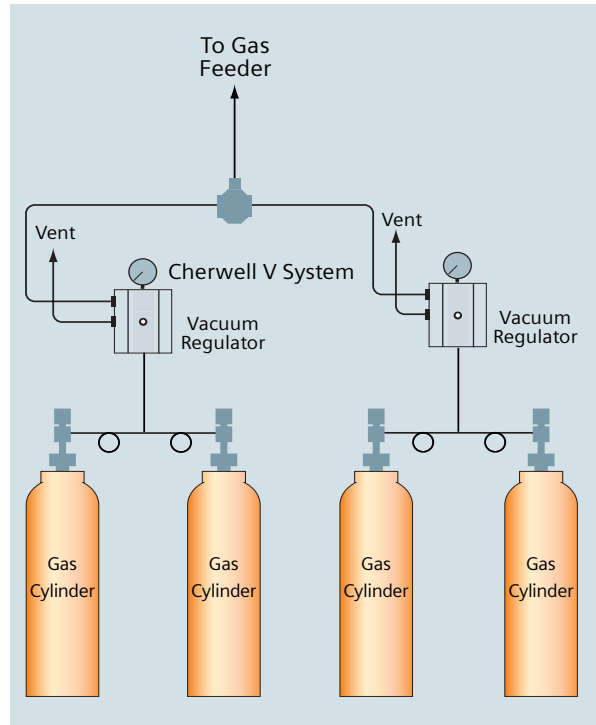 To Gas
Feeder
Vent
Vent
Cherwell V System
Vacuum
Regulator
Vacuum
Regulator
Gas
Cylinder
Gas
Cylinder
Gas
Cylinder
Gas
Cylinder